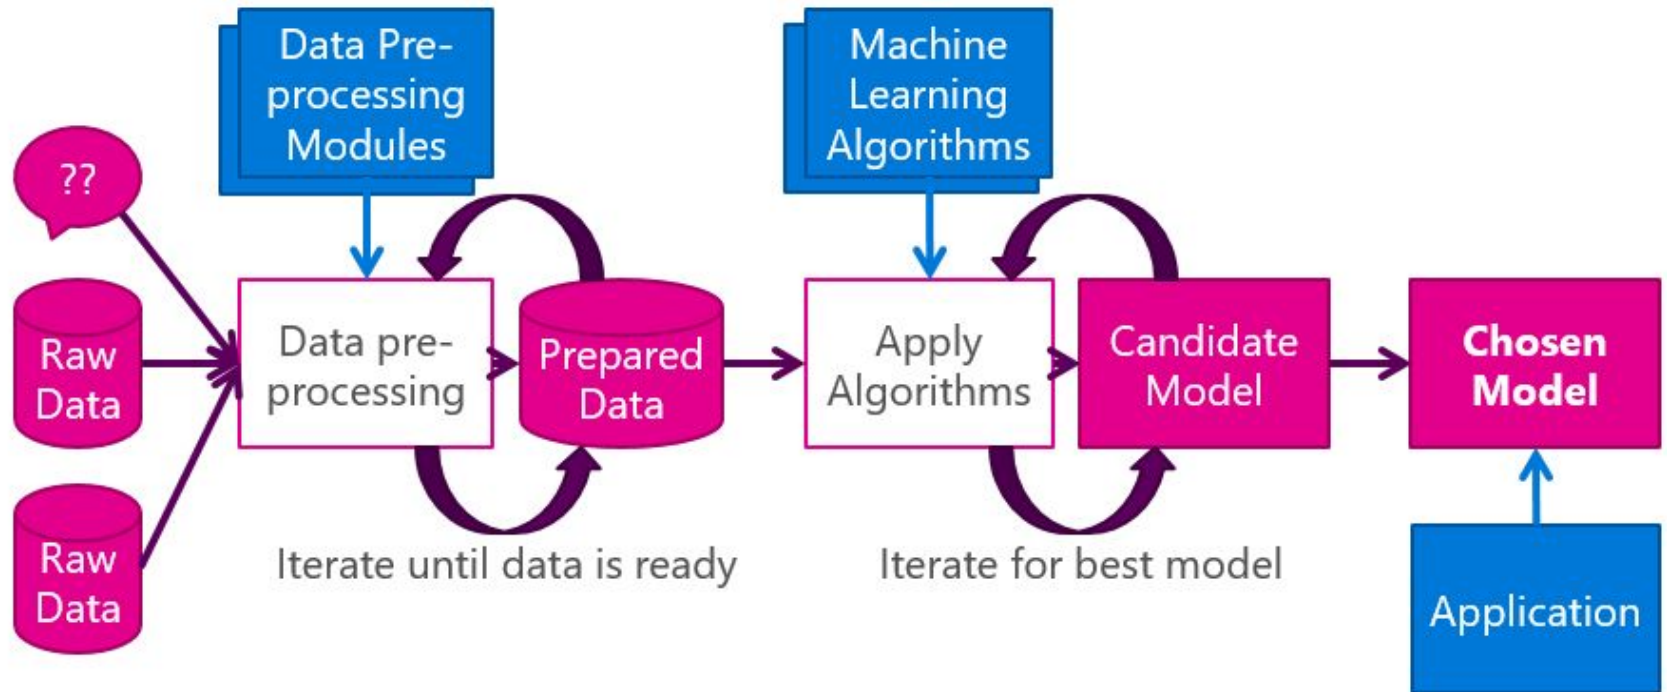 Data Pre-
processing
Modules
Machine
Learning
Algorithms
??
Raw
Data
Data pre-
processing
Prepared
Data
Apply
Algorithms
Candidate
Model
Chosen
Model
Raw
Data
Iterate until data is ready
Iterate for best model
Application